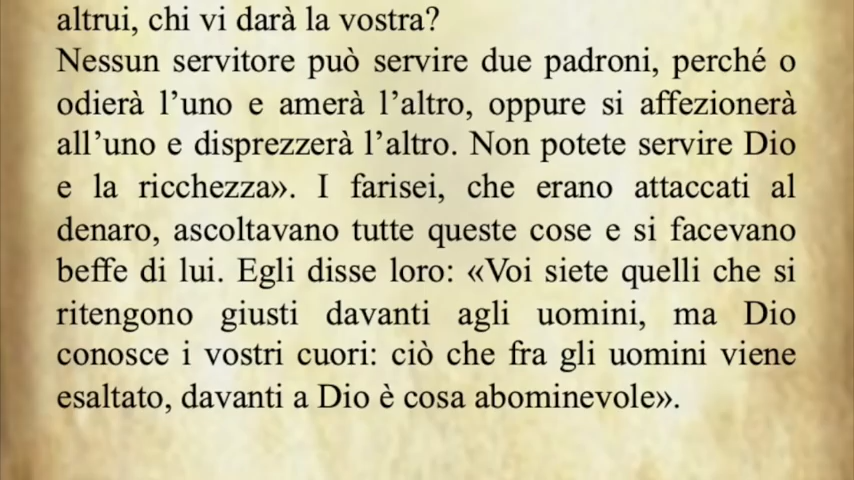 altrui, chi vi darà la vostra?
Nessun servitore può servire due padroni, perché o
odierà l’uno e amerà l’altro, oppure si affezionerà
all’uno e disprezzerà l’altro. Non potete servire Dio
e la ricchezza». I farisei, che erano attaccati al
denaro, ascoltavano tutte queste cose e si facevano
beffe di lui. Egli disse loro: «Voi siete quelli che si
ritengono giusti davanti agli uomini, ma Dio
conosce i vostri cuori: ciò che fra gli uomini viene
esaltato, davanti a Dio è cosa abominevole».